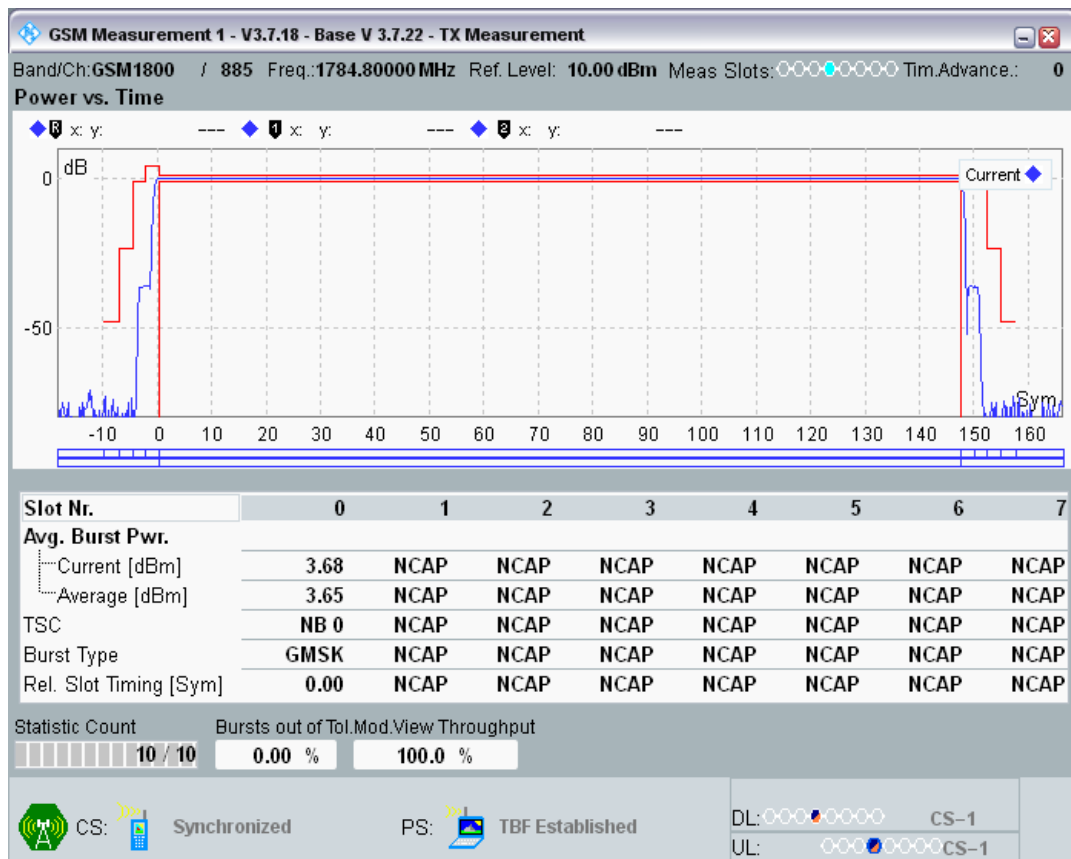 GSM Measurement 1 - V3.7.18 - Base V 3.7.22 - TX Measurement
Band/Ch:GSM1800 / 885 Freq.:1784.80000 MHz Ref. Level: 10.00 dBm Meas Slots: Tim.Advance.: 0
Power vs. Time
R x: y: --- 1 x: y: --- 2 x: y: ---
dB
Current
0
-50
Sym
-10 0 10 20 30 40 50 60 70 80 90 100 110 120 130 140 150 160
Slot Nr. 0 1 2 3 4 5 6 7
Avg. Burst Pwr.
Current [dBm] 3.68 NCAP NCAP NCAP NCAP NCAP NCAP NCAP
Average [dBm] 3.65 NCAP NCAP NCAP NCAP NCAP NCAP NCAP
TSC NB 0 NCAP NCAP NCAP NCAP NCAP NCAP NCAP
Burst Type GMSK NCAP NCAP NCAP NCAP NCAP NCAP NCAP
Rel. Slot Timing [Sym] 0.00 NCAP NCAP NCAP NCAP NCAP NCAP NCAP
Statistic Count Bursts out of Tol.Mod.View Throughput
10 / 10 0.00 % 100.0 %
CS: Synchronized PS: TBF Established
DL: CS-1
UL: CS-1